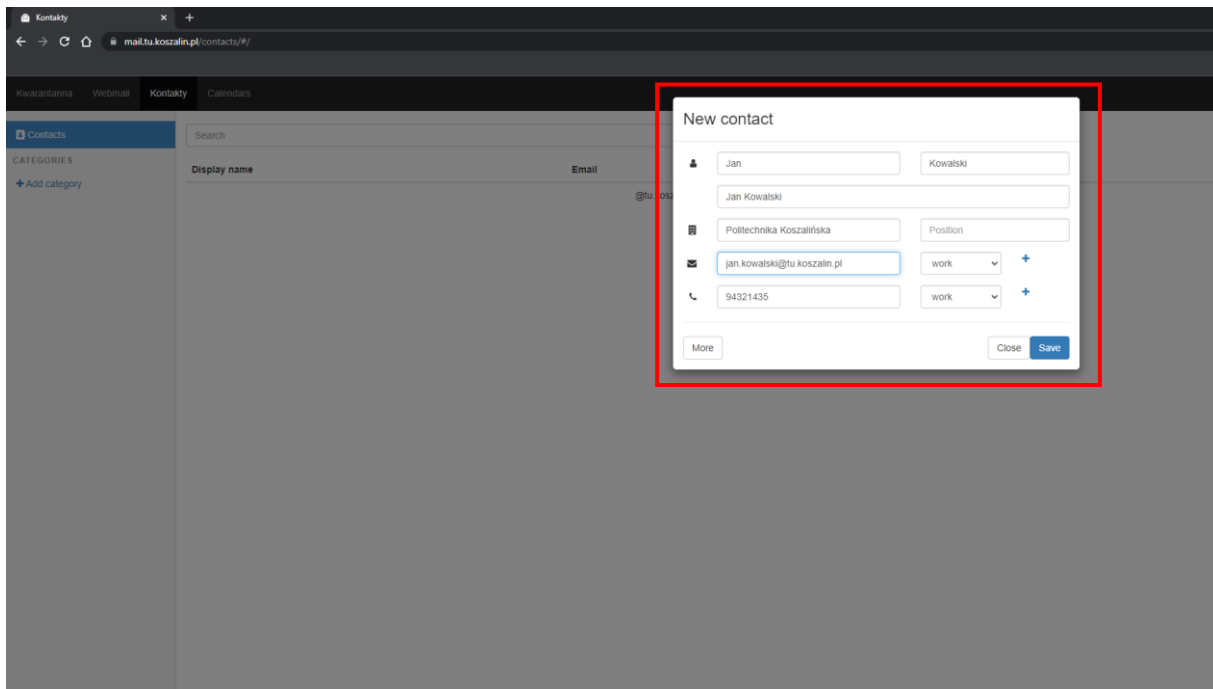 Kontakty
mail.tu.koszalin.pl/contacts/#/
Kwarantanna Webmail Kontakty Calendars
Contacts
Search
CATEGORIES
Display name Email
+ Add category
@tu.kosz
New contact
Jan Kowalski
Jan Kowalski
Politechnika Koszalińska Position
jan.kowalski@tu.koszalin.pl work +
94321435 work +
More Close Save